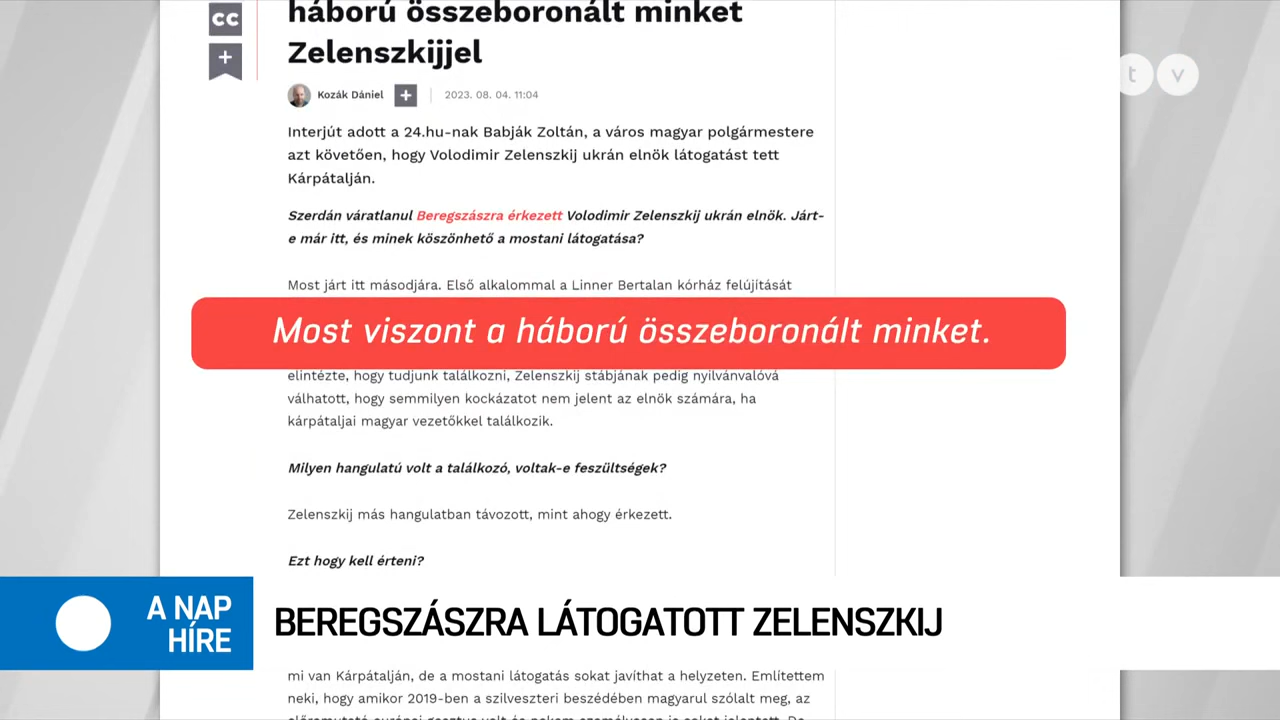 háború összeboronált minket
Zelenszkijjel
cc
+
Kozák Dániel + 2023. 08. 04. 11:04
t v
Interjút adott a 24.hu-nak Babják Zoltán, a város magyar polgármestere
azt követően, hogy Volodimir Zelenszkij ukrán elnök látogatást tett
Kárpátalján.
Szerdán váratlanul Beregszászra érkezett Volodimir Zelenszkij ukrán elnök. Járt-
e már itt, és minek köszönhető a mostani látogatása?
Most járt itt másodjára. Első alkalommal a Linner Bertalan kórház felújítását
Most viszont a háború összeboronált minket.
elintézte, hogy tudjunk találkozni, Zelenszkij stábjának pedig nyilvánvalóvá
válhatott, hogy semmilyen kockázatot nem jelent az elnök számára, ha
kárpátaljai magyar vezetőkkel találkozik.
Milyen hangulatú volt a találkozó, voltak-e feszültségek?
Zelenszkij más hangulatban távozott, mint ahogy érkezett.
Ezt hogy kell érteni?
A NAP
HÍRE
BEREGSZÁSZRA LÁTOGATOTT ZELENSZKIJ
mi van Kárpátalján, de a mostani látogatás sokat javíthat a helyzeten. Említettem
neki, hogy amikor 2019-ben a szilveszteri beszédében magyarul szólalt meg, az